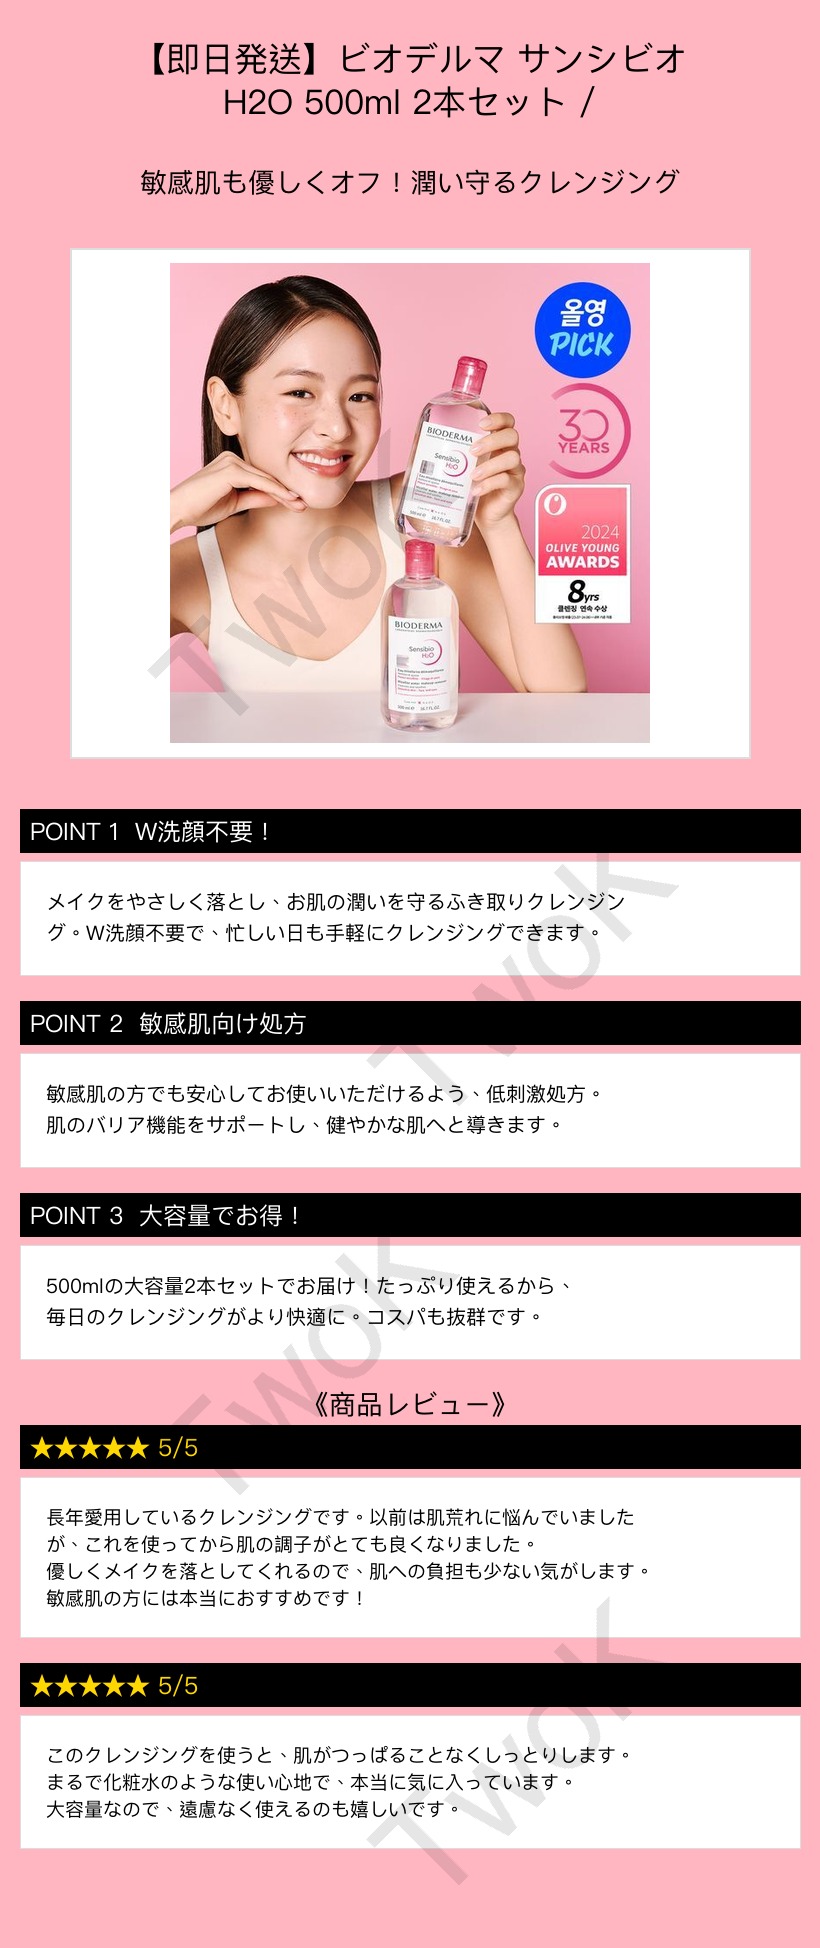 【即日発送】ビオデルマ サンシビオ
H2O 500ml 2本セット /
敏感肌も優しくオフ！潤い守るクレンジング
올영
PICK
30
YEARS
BIODERMA
Sensibio
H2O
2024
OLIVE YOUNG
AWARDS
8yrs
클렌징 연속 수상
BIODERMA
Sensibio
H2O
TwoK
POINT 1 W洗顔不要！
メイクをやさしく落とし、お肌の潤いを守るふき取りクレンジン
グ。W洗顔不要で、忙しい日も手軽にクレンジングできます。
TwoK
POINT 2 敏感肌向け処方
敏感肌の方でも安心してお使いいただけるよう、低刺激処方。
肌のバリア機能をサポートし、健やかな肌へと導きます。
POINT 3 大容量でお得！
500mlの大容量2本セットでお届け！たっぷり使えるから、
毎日のクレンジングがより快適に。コスパも抜群です。
TwoK
《商品レビュー》
★★★★★ 5/5
長年愛用しているクレンジングです。以前は肌荒れに悩んでいました
が、これを使ってから肌の調子がとても良くなりました。
優しくメイクを落としてくれるので、肌への負担も少ない気がします。
敏感肌の方には本当におすすめです！
★★★★★ 5/5
このクレンジングを使うと、肌がつっぱることなくしっとりします。
まるで化粧水のような使い心地で、本当に気に入っています。
大容量なので、遠慮なく使えるのも嬉しいです。
TwoK